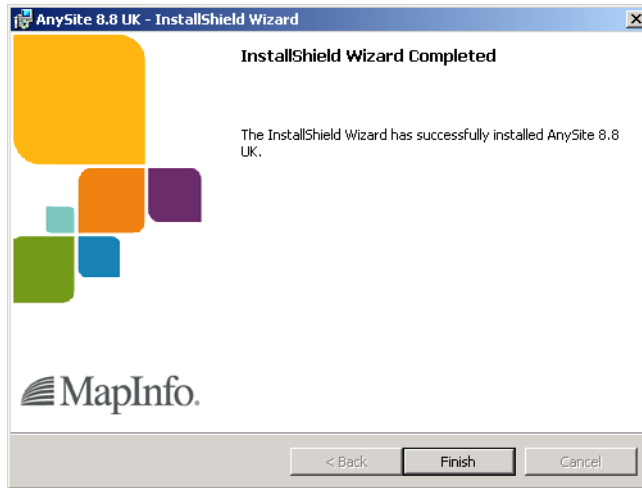 AnySite 8.8 UK - InstallShield Wizard
InstallShield Wizard Completed
The InstallShield Wizard has successfully installed AnySite 8.8
UK.
MapInfo.
< Back
Finish
Cancel